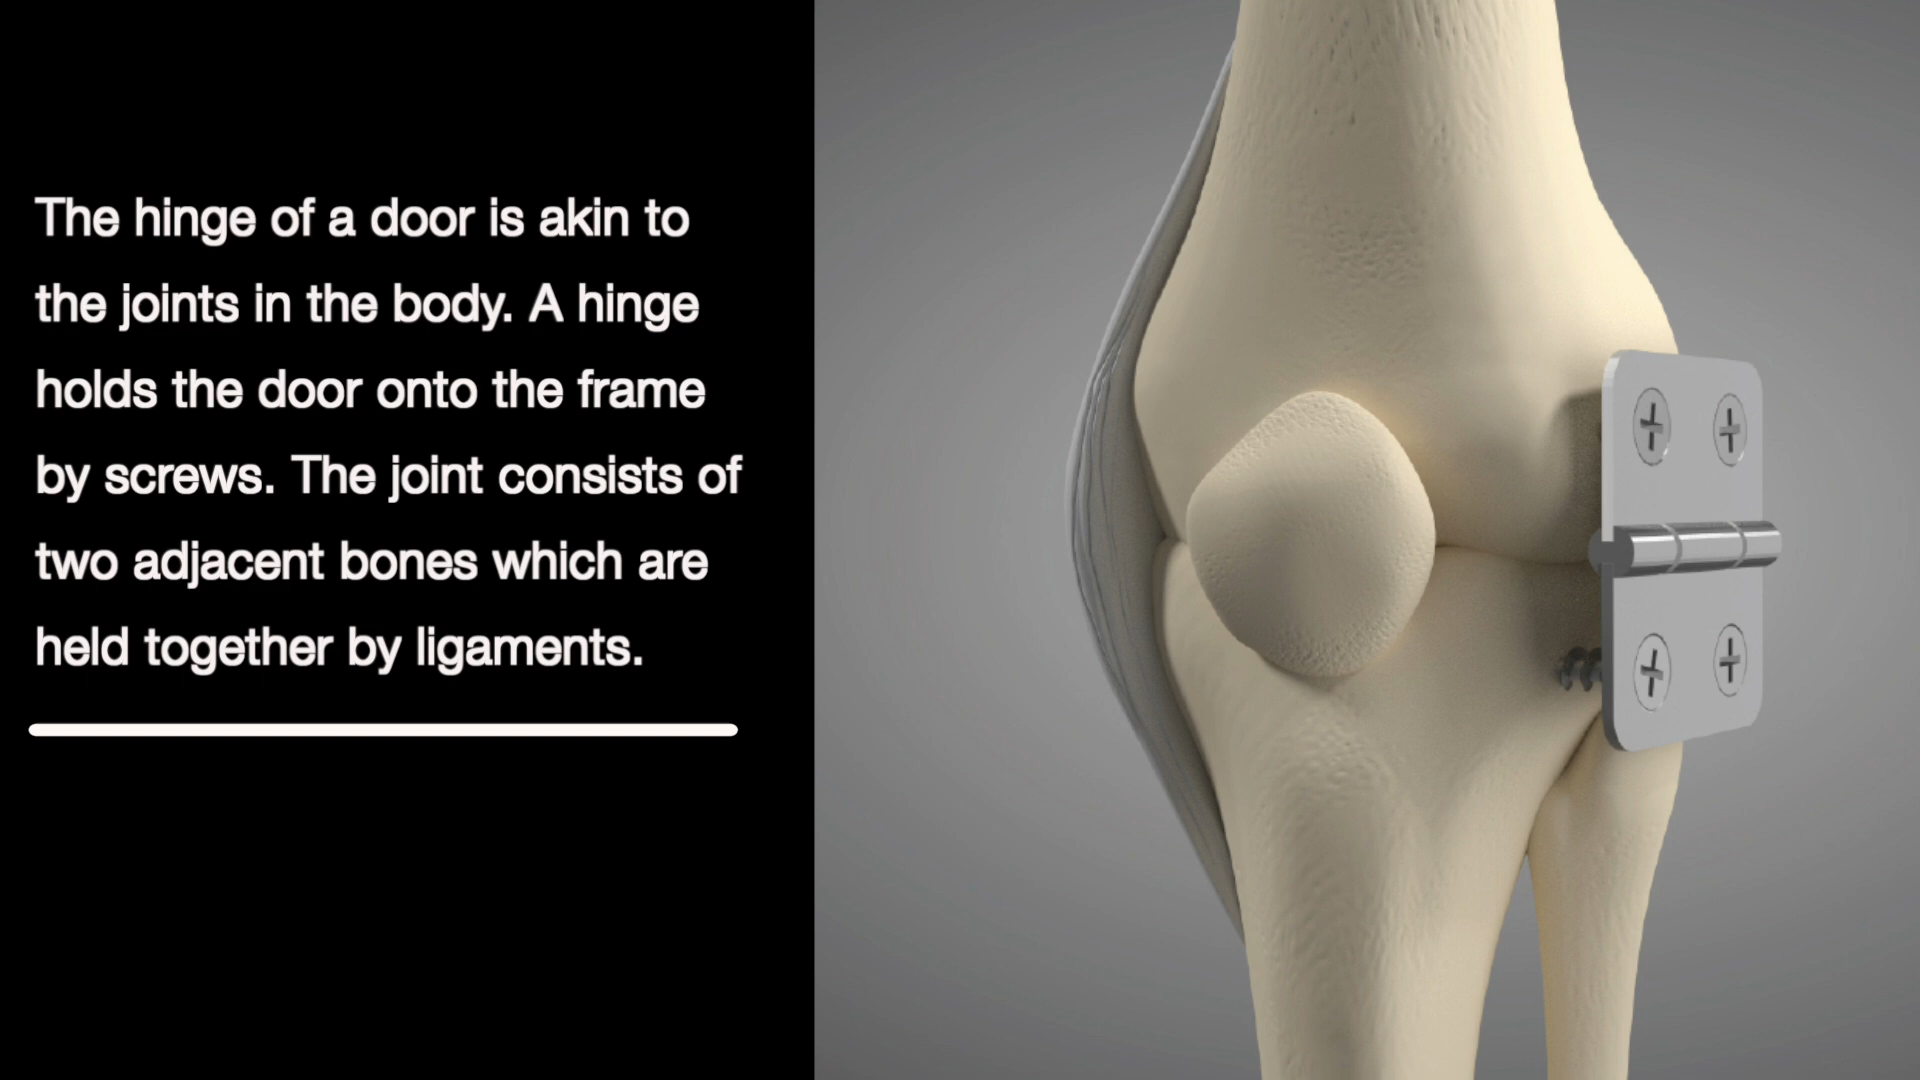 The hinge of a door is akin to
the joints in the body. A hinge
holds the door onto the frame
by screws. The joint consists of
two adjacent bones which are
held together by ligaments.